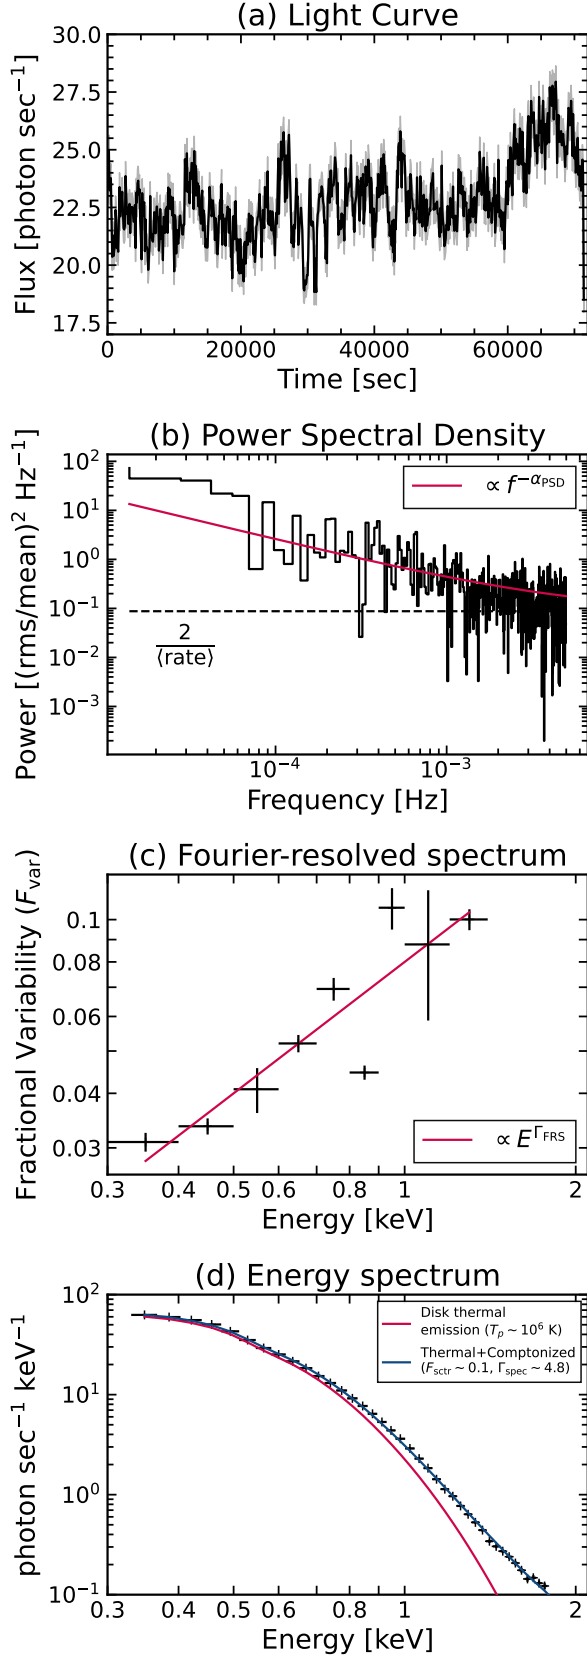 (a) Light Curve
Flux [photon sec⁻¹]
30.0
27.5
25.0
22.5
20.0
17.5
0 20000 40000 60000
Time [sec]
(b) Power Spectral Density
Power [(rms/mean)² Hz⁻¹]
10²
10¹
10⁰
10⁻¹
10⁻²
10⁻³
∝ f^−α_PSD
2
⟨rate⟩
10⁻⁴ 10⁻³
Frequency [Hz]
(c) Fourier-resolved spectrum
Fractional Variability (F_var)
0.1
0.08
0.06
0.04
0.03
∝ E^Γ_FRS
0.3 0.4 0.5 0.6 0.8 1 2
Energy [keV]
(d) Energy spectrum
photon sec⁻¹ keV⁻¹
10²
10¹
10⁰
10⁻¹
Disk thermal
emission (T_p ~ 10⁶ K)
Thermal+Comptonized
(F_sctr ~ 0.1, Γ_spec ~ 4.8)
0.3 0.4 0.5 0.6 0.8 1 2
Energy [keV]